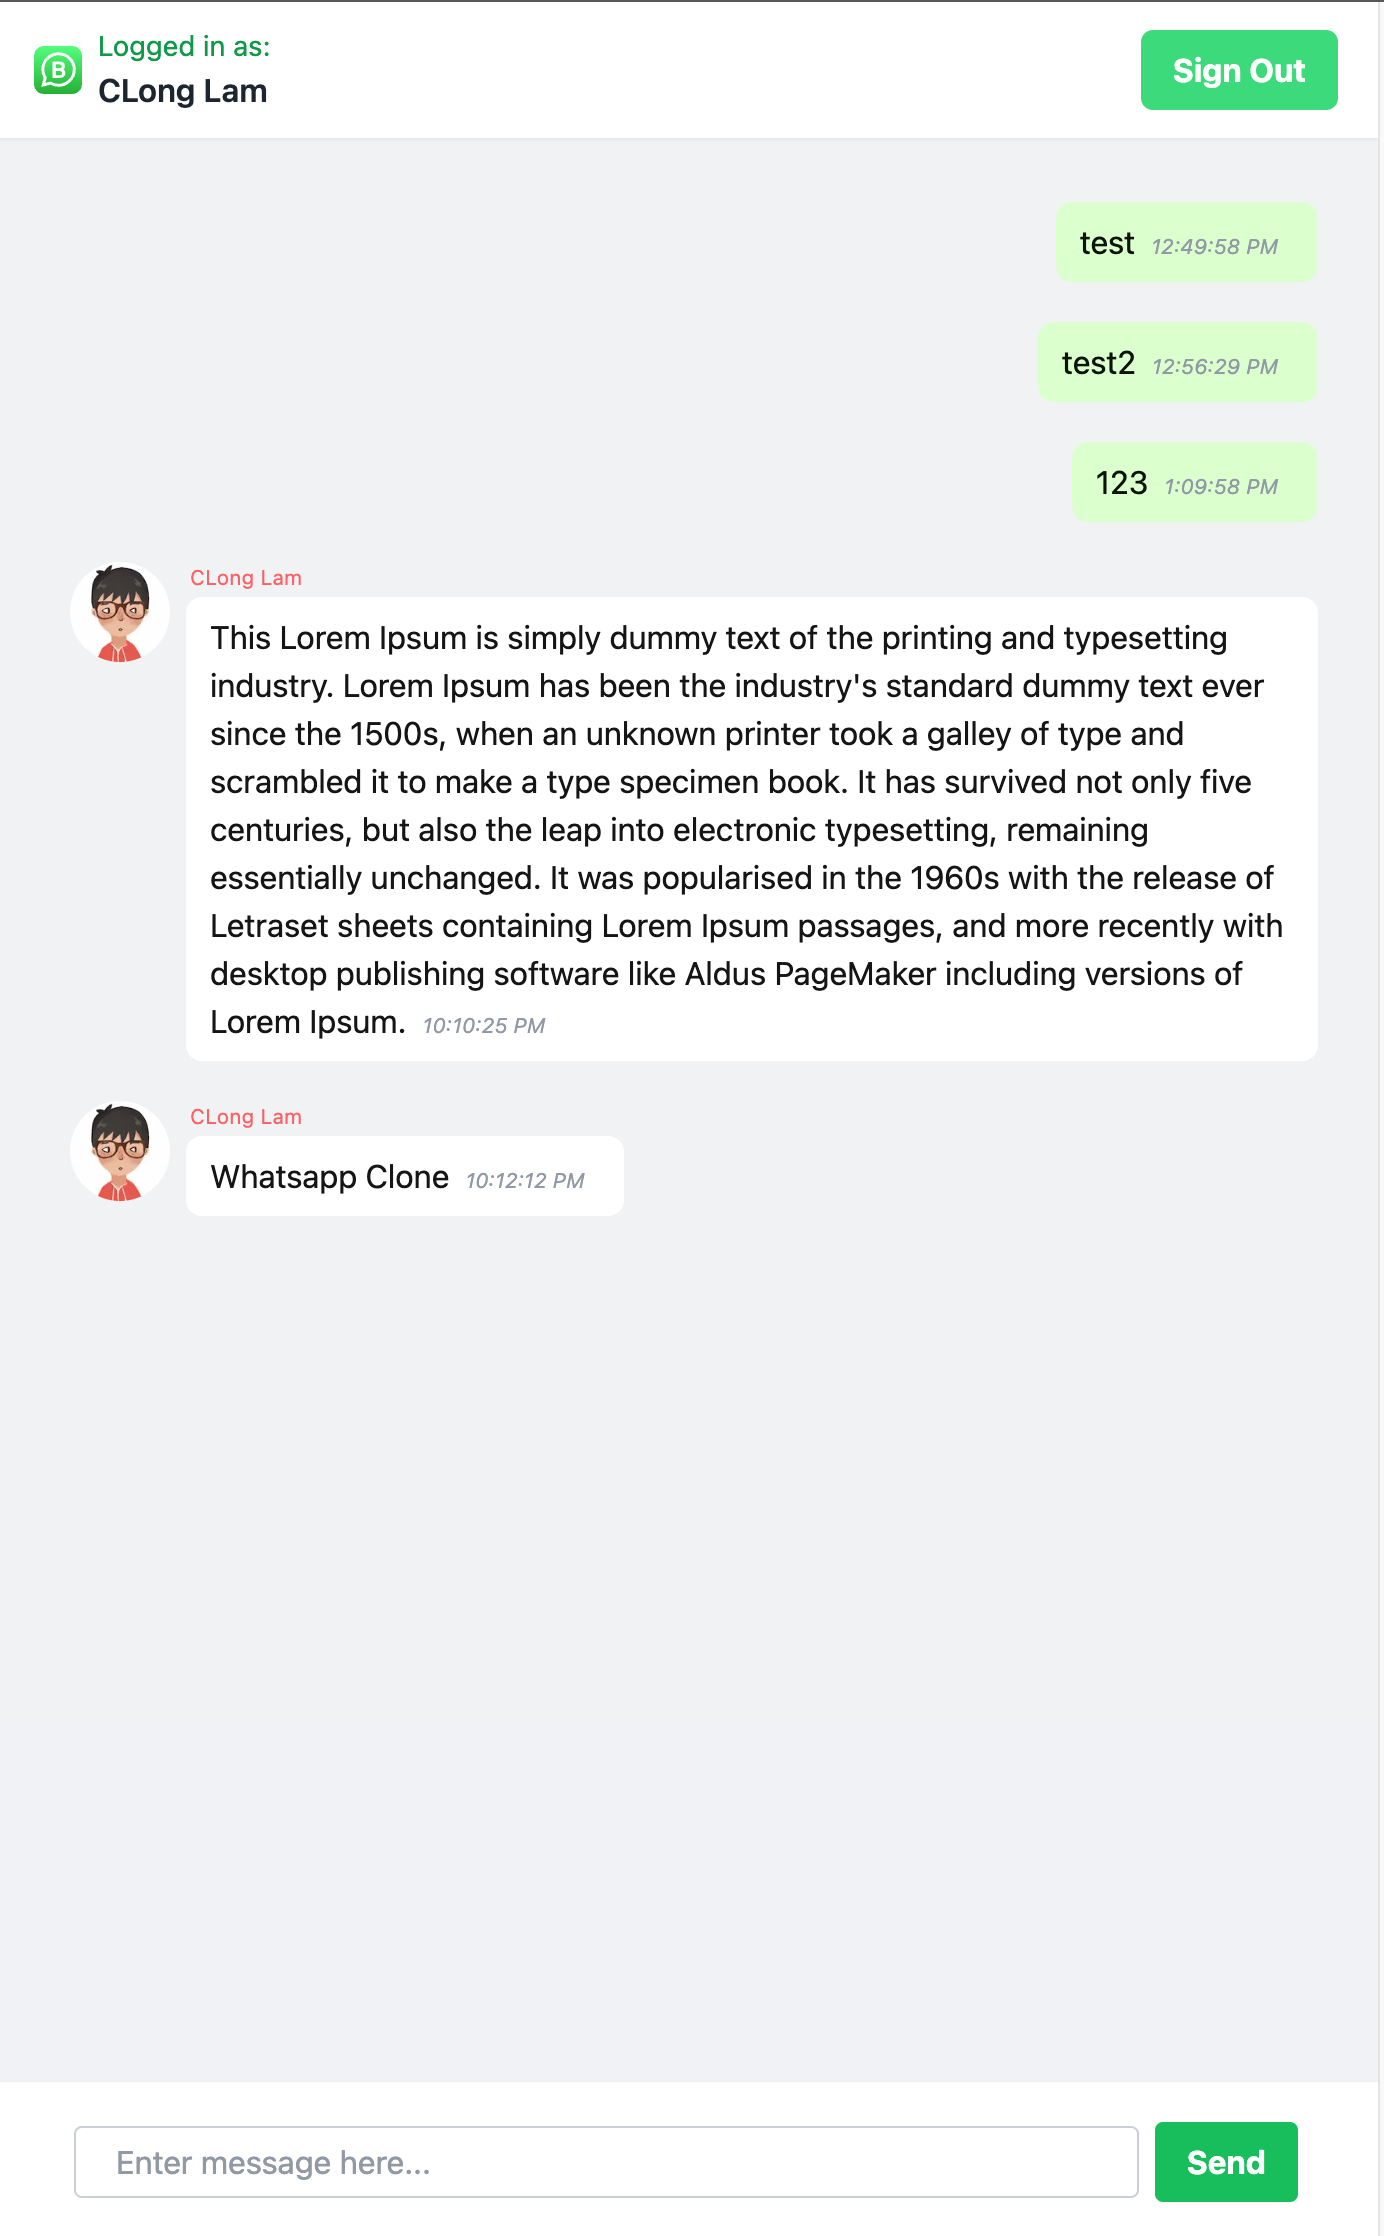 B
Logged in as:
CLong Lam
Sign Out
test 12:49:58 PM
test2 12:56:29 PM
123 1:09:58 PM
CLong Lam
This Lorem Ipsum is simply dummy text of the printing and typesetting
industry. Lorem Ipsum has been the industry's standard dummy text ever
since the 1500s, when an unknown printer took a galley of type and
scrambled it to make a type specimen book. It has survived not only five
centuries, but also the leap into electronic typesetting, remaining
essentially unchanged. It was popularised in the 1960s with the release of
Letraset sheets containing Lorem Ipsum passages, and more recently with
desktop publishing software like Aldus PageMaker including versions of
Lorem Ipsum. 10:10:25 PM
CLong Lam
Whatsapp Clone 10:12:12 PM
Enter message here...
Send